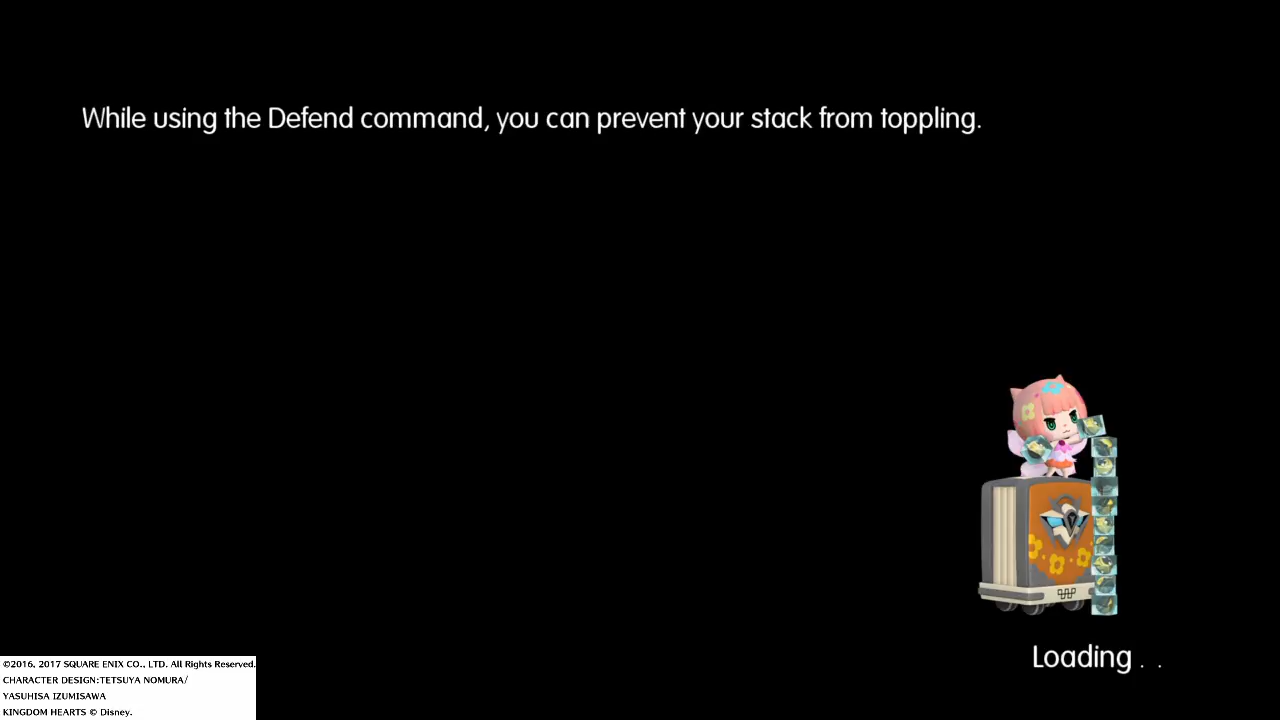 While using the Defend command, you can prevent your stack from toppling.
Loading . .
©2016, 2017 SQUARE ENIX CO., LTD. All Rights Reserved.
CHARACTER DESIGN:TETSUYA NOMURA/
YASUHISA IZUMISAWA
KINGDOM HEARTS © Disney.